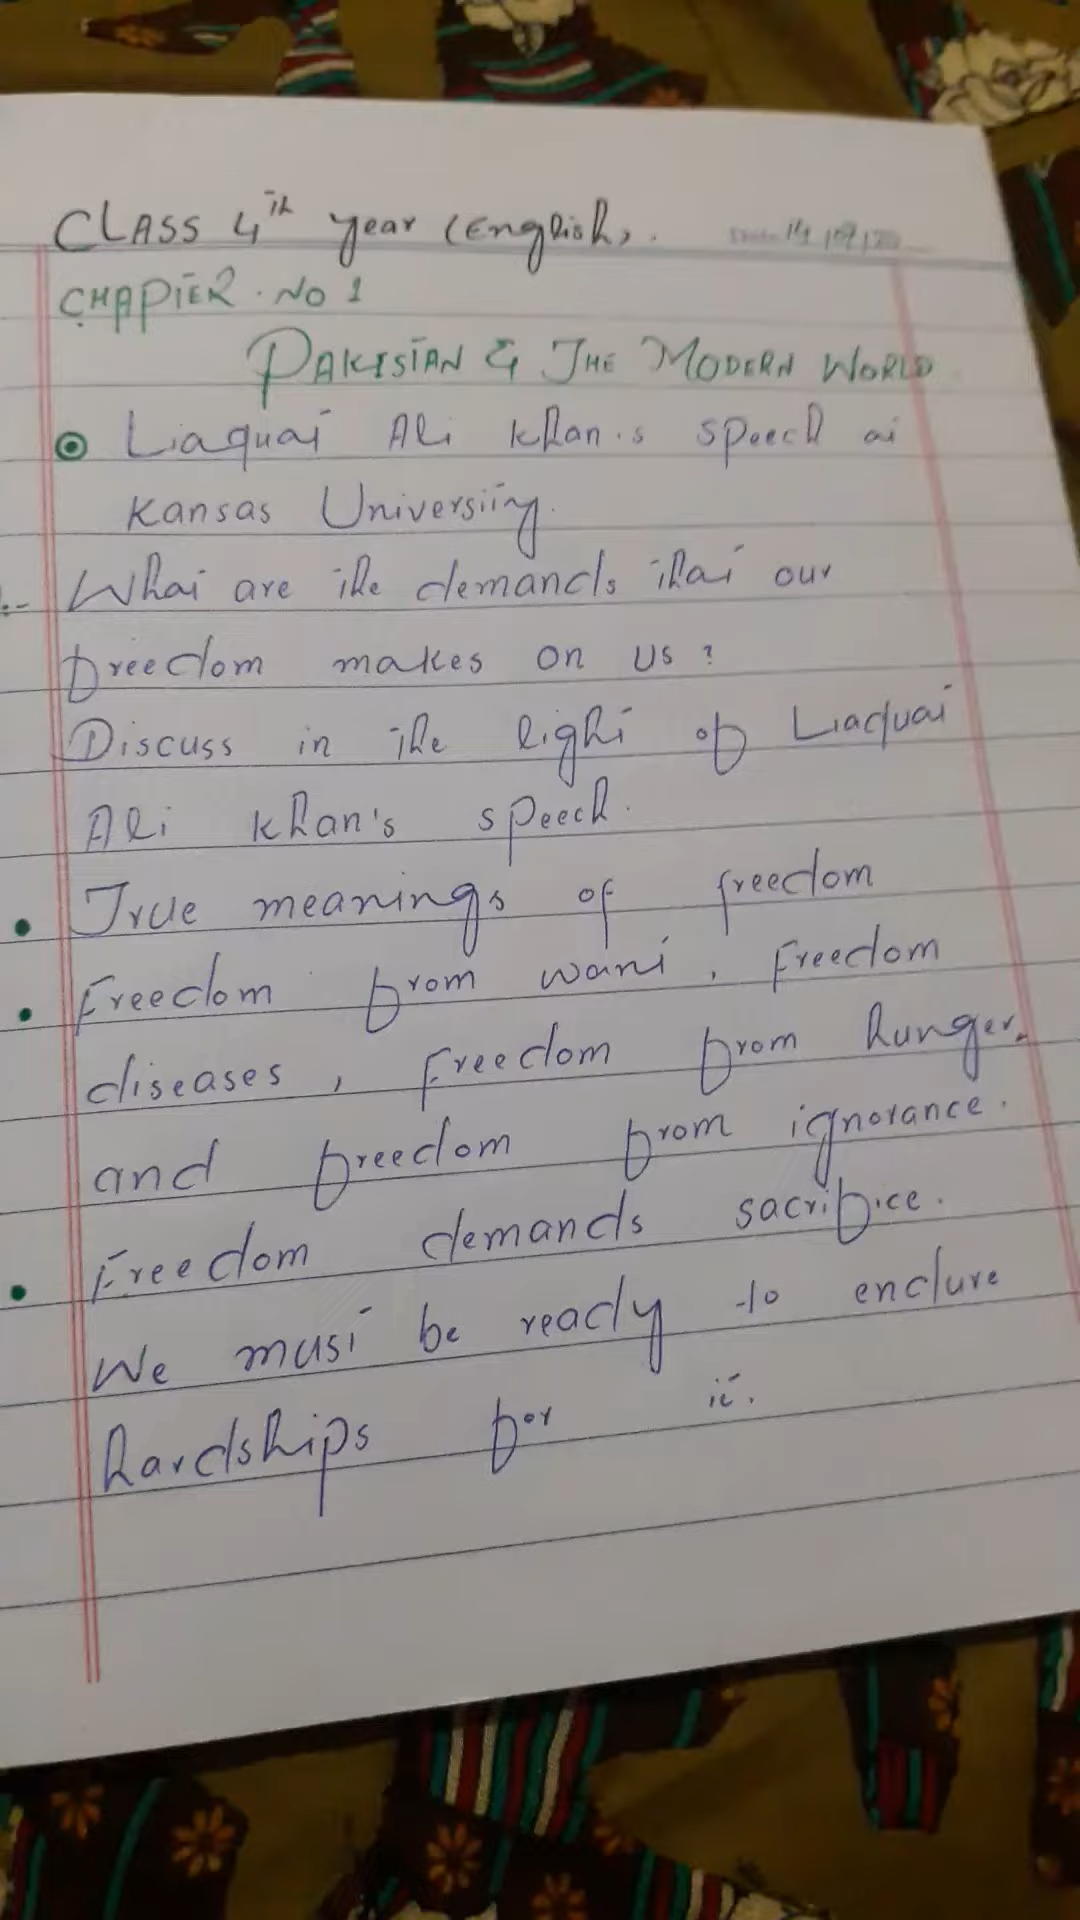 CLASS 4th year (English).
CHAPTER. NO 1
PAKISTAN & THE MODERN WORLD
Liaquat Ali Khan's speech at
Kansas University.
What are the demands that our
freedom makes on us?
Discuss in the light of Liaquat
Ali Khan's speech.
• True meanings of freedom
• Freedom from want, Freedom
diseases, freedom from hunger.
and freedom from ignorance.
• Freedom demands sacrifice.
We must be ready to endure
hardships for it.